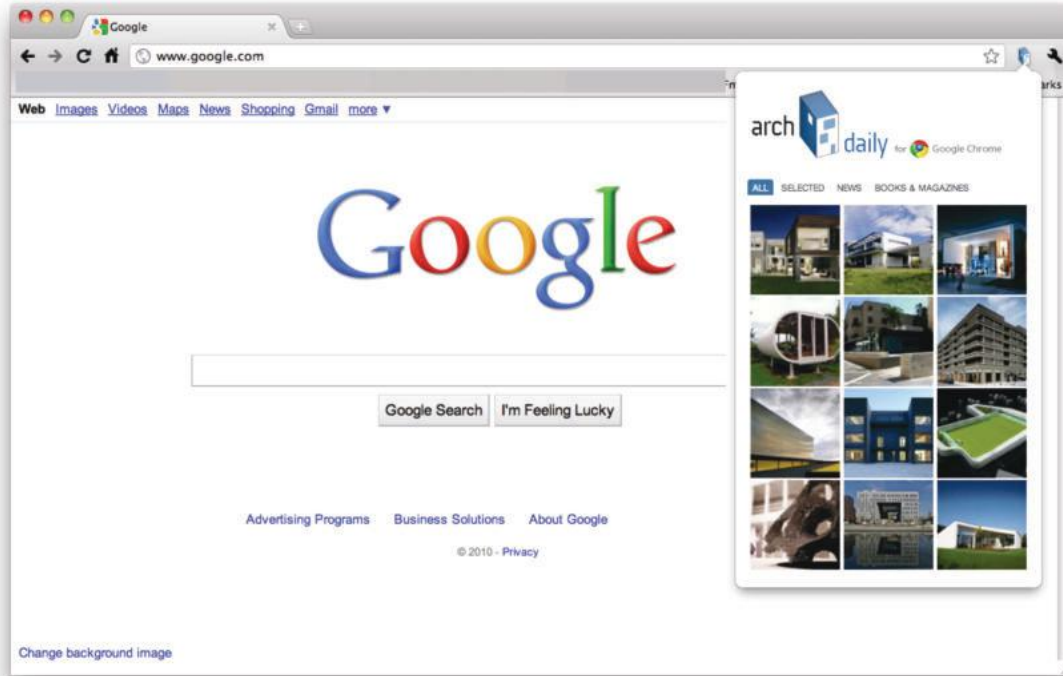 Google
www.google.com
Web Images Videos Maps News Shopping Gmail more ▼
Google
Google Search I'm Feeling Lucky
Advertising Programs Business Solutions About Google
© 2010 - Privacy
Change background image
arch daily for Google Chrome
ALL SELECTED NEWS BOOKS & MAGAZINES